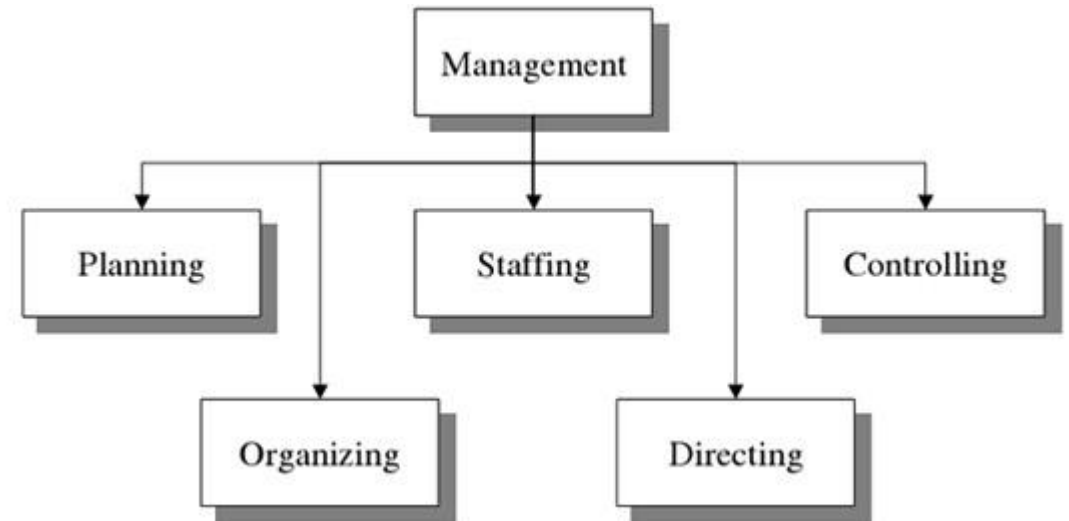 Management
Planning
Staffing
Controlling
Organizing
Directing